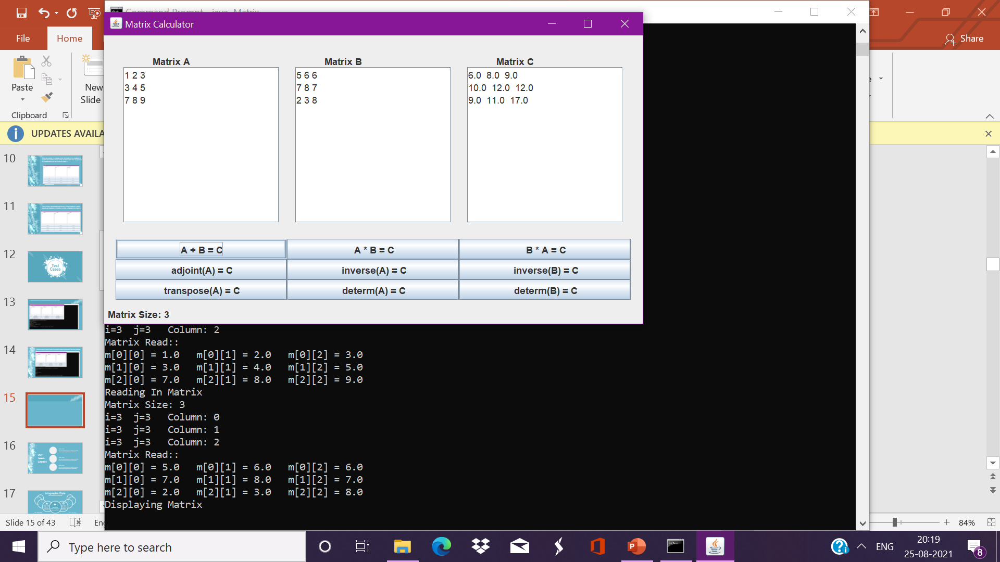 Command Prompt - java Matrix
Matrix Calculator
File
Home
Share
Paste
New
Slide
Clipboard
UPDATES AVAILA
Matrix A
1 2 3
3 4 5
7 8 9
Matrix B
5 6 6
7 8 7
2 3 8
Matrix C
6.0 8.0 9.0
10.0 12.0 12.0
9.0 11.0 17.0
A + B = C
A * B = C
B * A = C
adjoint(A) = C
inverse(A) = C
inverse(B) = C
transpose(A) = C
determ(A) = C
determ(B) = C
Matrix Size: 3
i=3 j=3 Column: 2
Matrix Read::
m[0][0] = 1.0 m[0][1] = 2.0 m[0][2] = 3.0
m[1][0] = 3.0 m[1][1] = 4.0 m[1][2] = 5.0
m[2][0] = 7.0 m[2][1] = 8.0 m[2][2] = 9.0
Reading In Matrix
Matrix Size: 3
i=3 j=3 Column: 0
i=3 j=3 Column: 1
i=3 j=3 Column: 2
Matrix Read::
m[0][0] = 5.0 m[0][1] = 6.0 m[0][2] = 6.0
m[1][0] = 7.0 m[1][1] = 8.0 m[1][2] = 7.0
m[2][0] = 2.0 m[2][1] = 3.0 m[2][2] = 8.0
Displaying Matrix
10
11
12
Test
Cases
13
14
15
16
Our
Team
Layout
17
Infographic Style
Slide 15 of 43
En
84%
Type here to search
ENG
20:19
25-08-2021
8